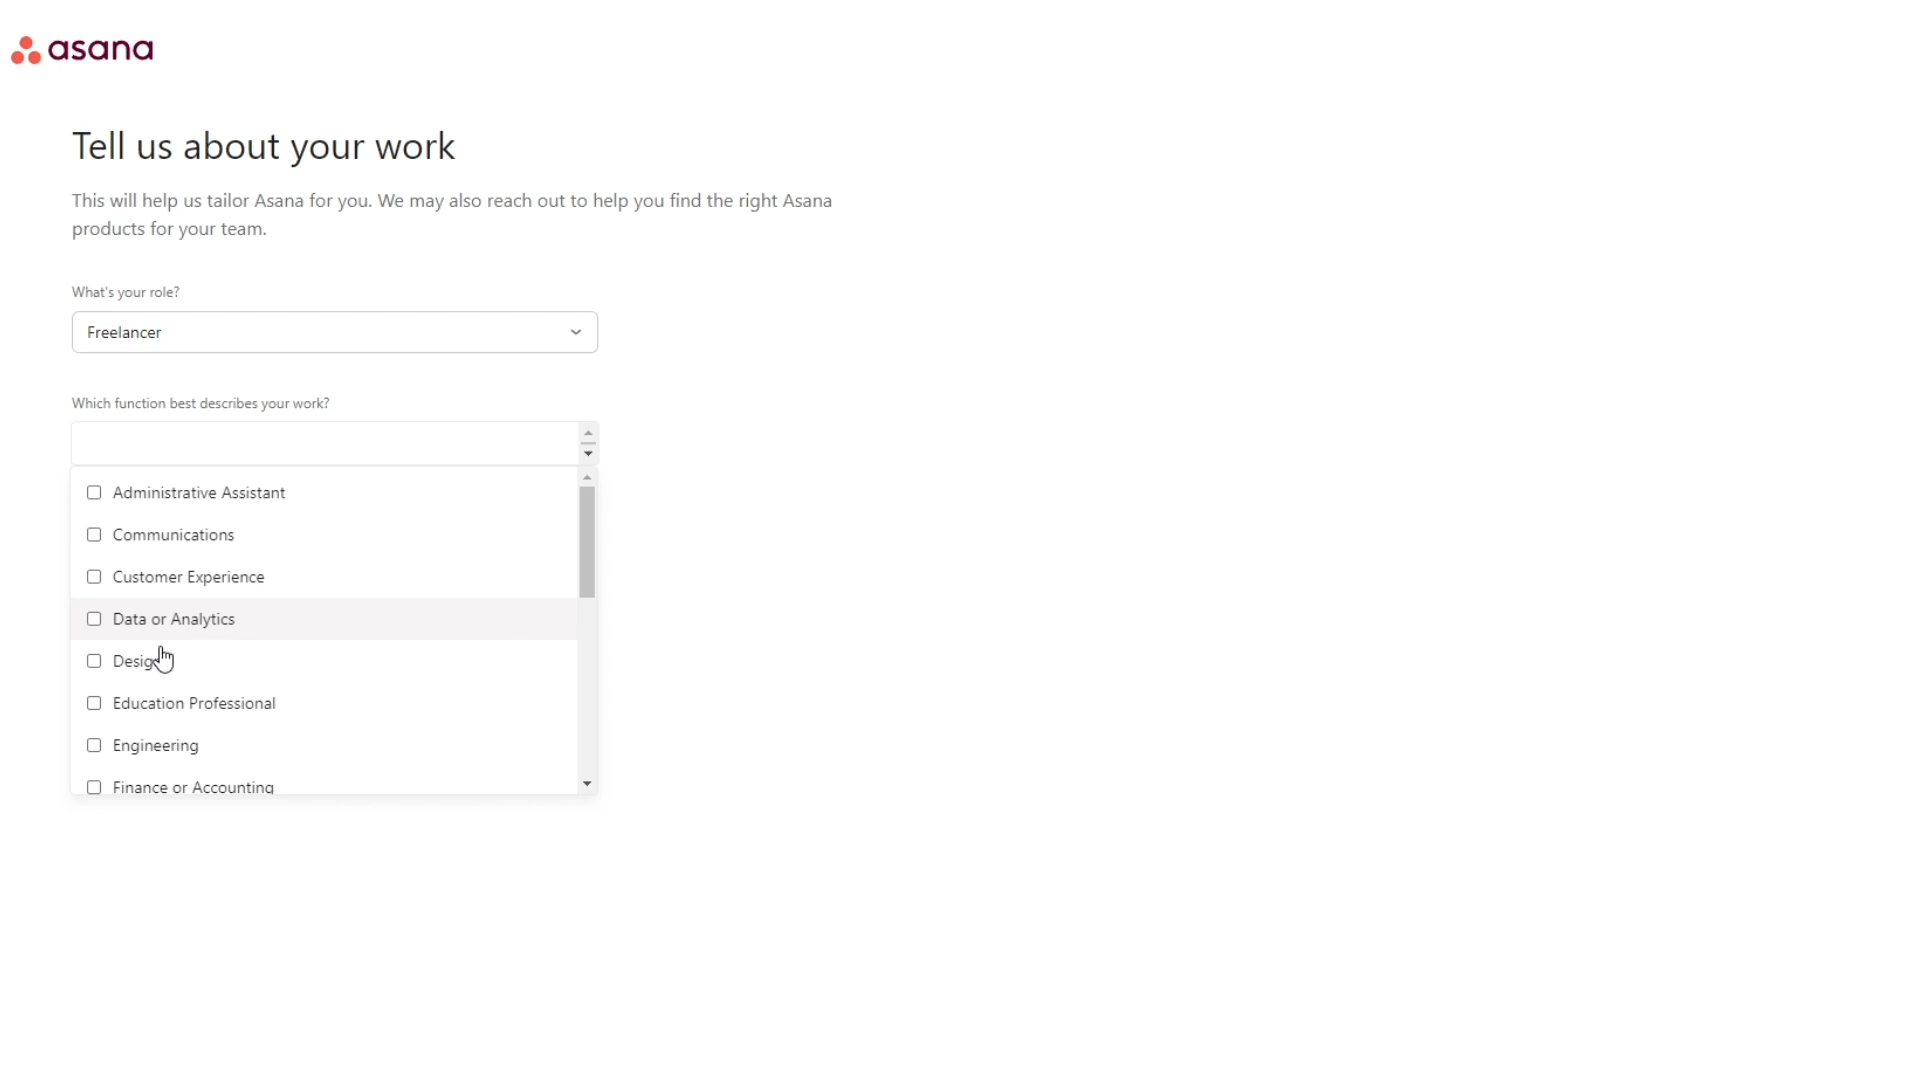 asana
Tell us about your work
This will help us tailor Asana for you. We may also reach out to help you find the right Asana
products for your team.
What's your role?
Freelancer
Which function best describes your work?
Administrative Assistant
Communications
Customer Experience
Data or Analytics
Desig
Education Professional
Engineering
Finance or Accounting